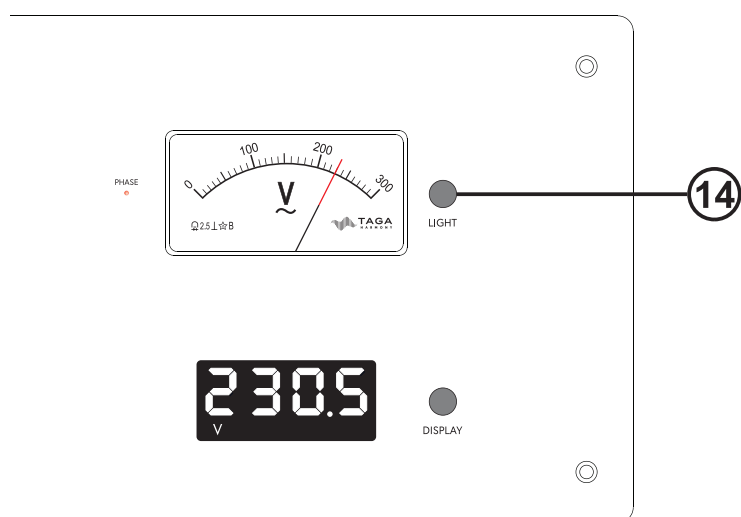 0 100 200 300
PHASE
V
2.5 B
TAGA
HARMONY
LIGHT
14
230.5
V
DISPLAY